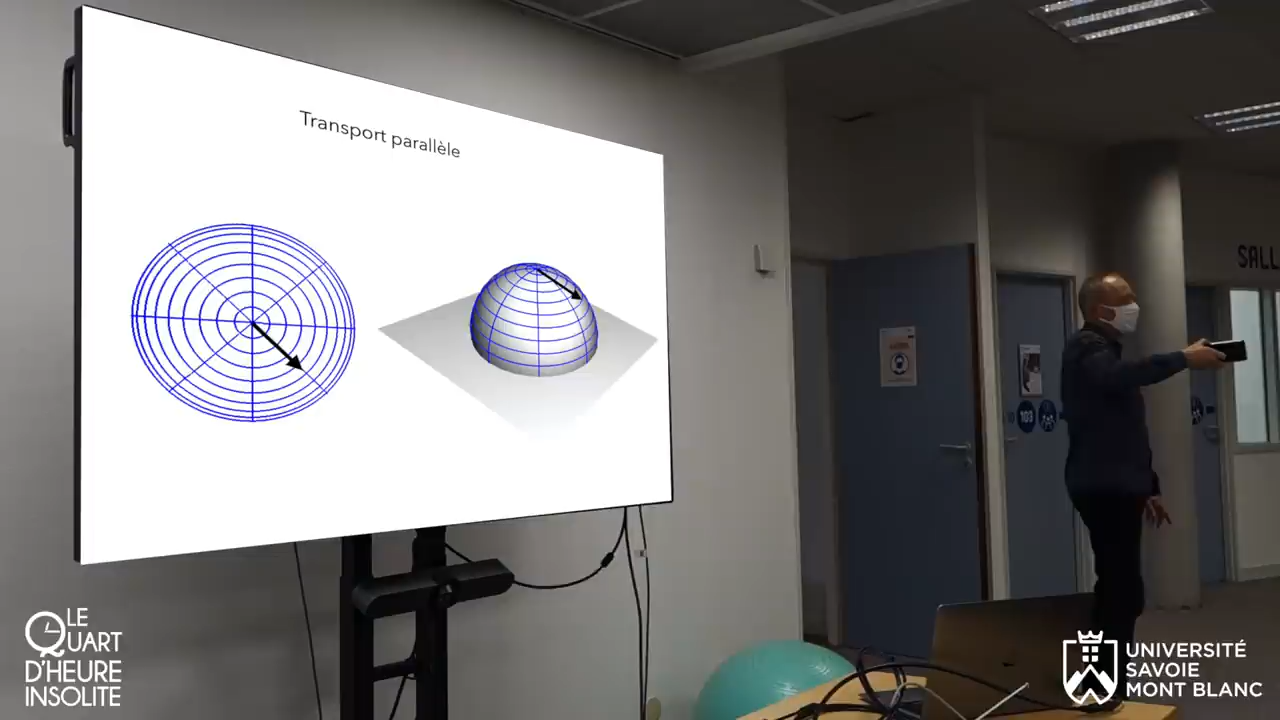 Transport parallèle
SALL
103
LE
QUART
D'HEURE
INSOLITE
UNIVERSITÉ
SAVOIE
MONT BLANC